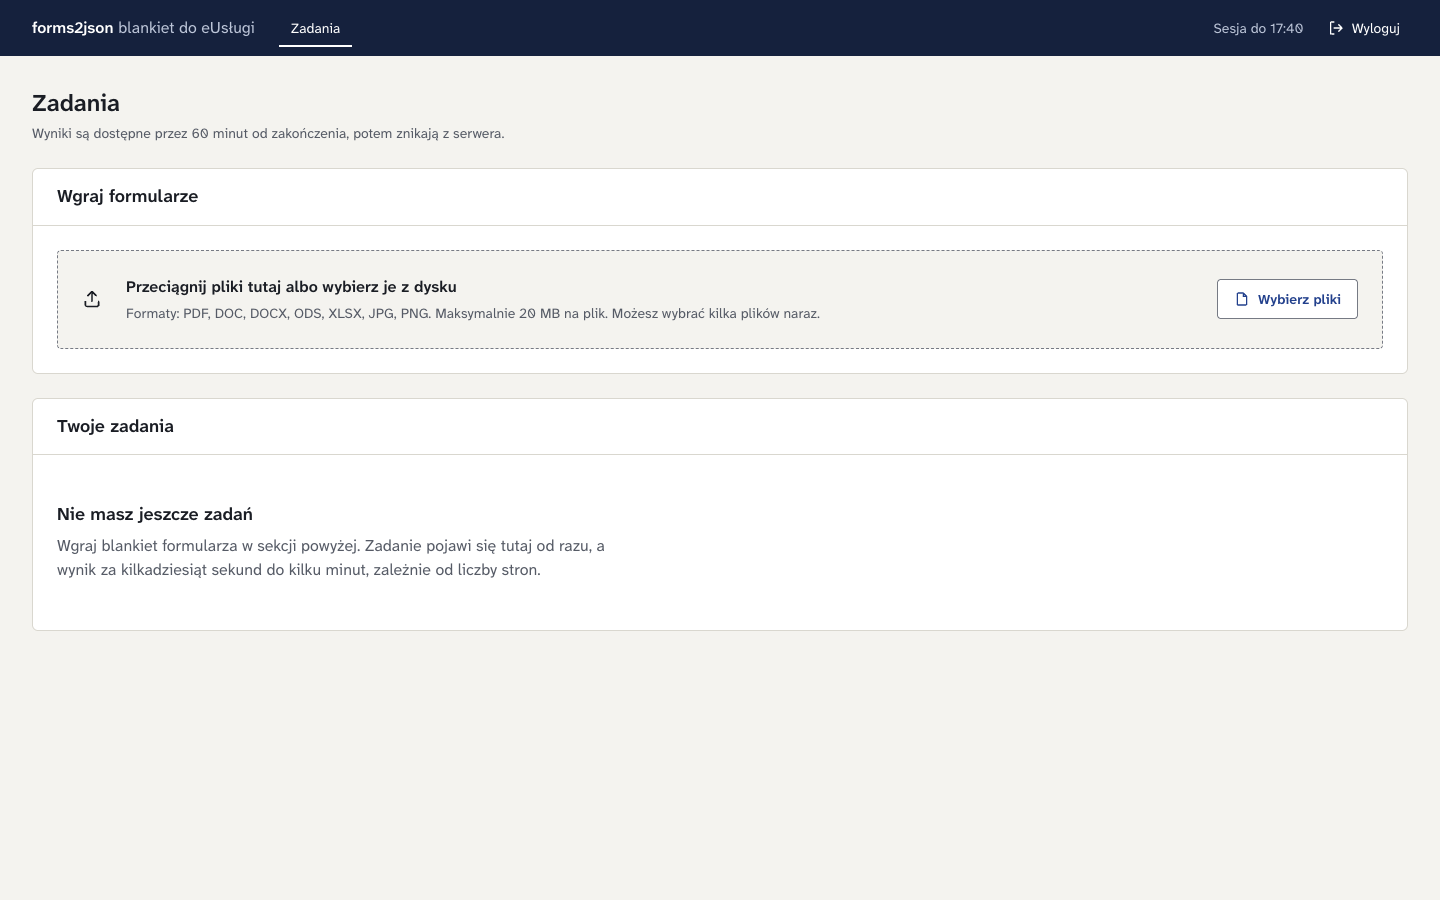 forms2json blankiet do eUsługi
Zadania
Sesja do 17:40
Wyloguj
Zadania
Wyniki są dostępne przez 60 minut od zakończenia, potem znikają z serwera.
Wgraj formularze
Przeciągnij pliki tutaj albo wybierz je z dysku
Formaty: PDF, DOC, DOCX, ODS, XLSX, JPG, PNG. Maksymalnie 20 MB na plik. Możesz wybrać kilka plików naraz.
Wybierz pliki
Twoje zadania
Nie masz jeszcze zadań
Wgraj blankiet formularza w sekcji powyżej. Zadanie pojawi się tutaj od razu, a
wynik za kilkadziesiąt sekund do kilku minut, zależnie od liczby stron.